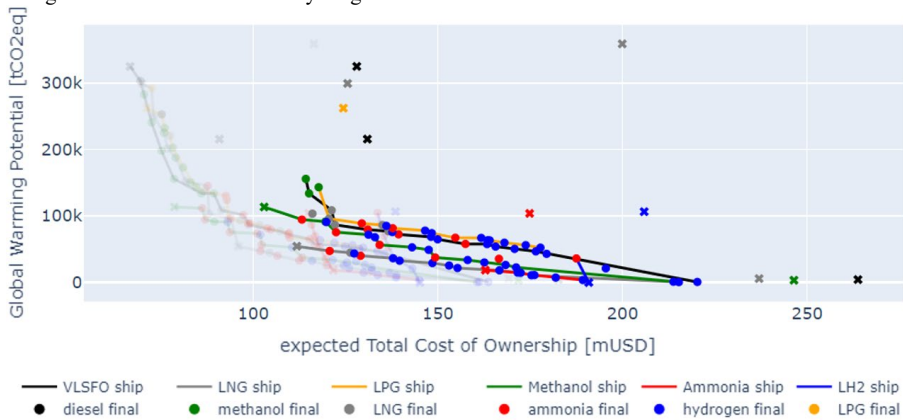 Global Warming Potential [tCO2eq]
300k
200k
100k
0
100
150
200
250
expected Total Cost of Ownership [mUSD]
VLSFO ship LNG ship LPG ship Methanol ship Ammonia ship LH2 ship
diesel final methanol final LNG final ammonia final hydrogen final LPG final